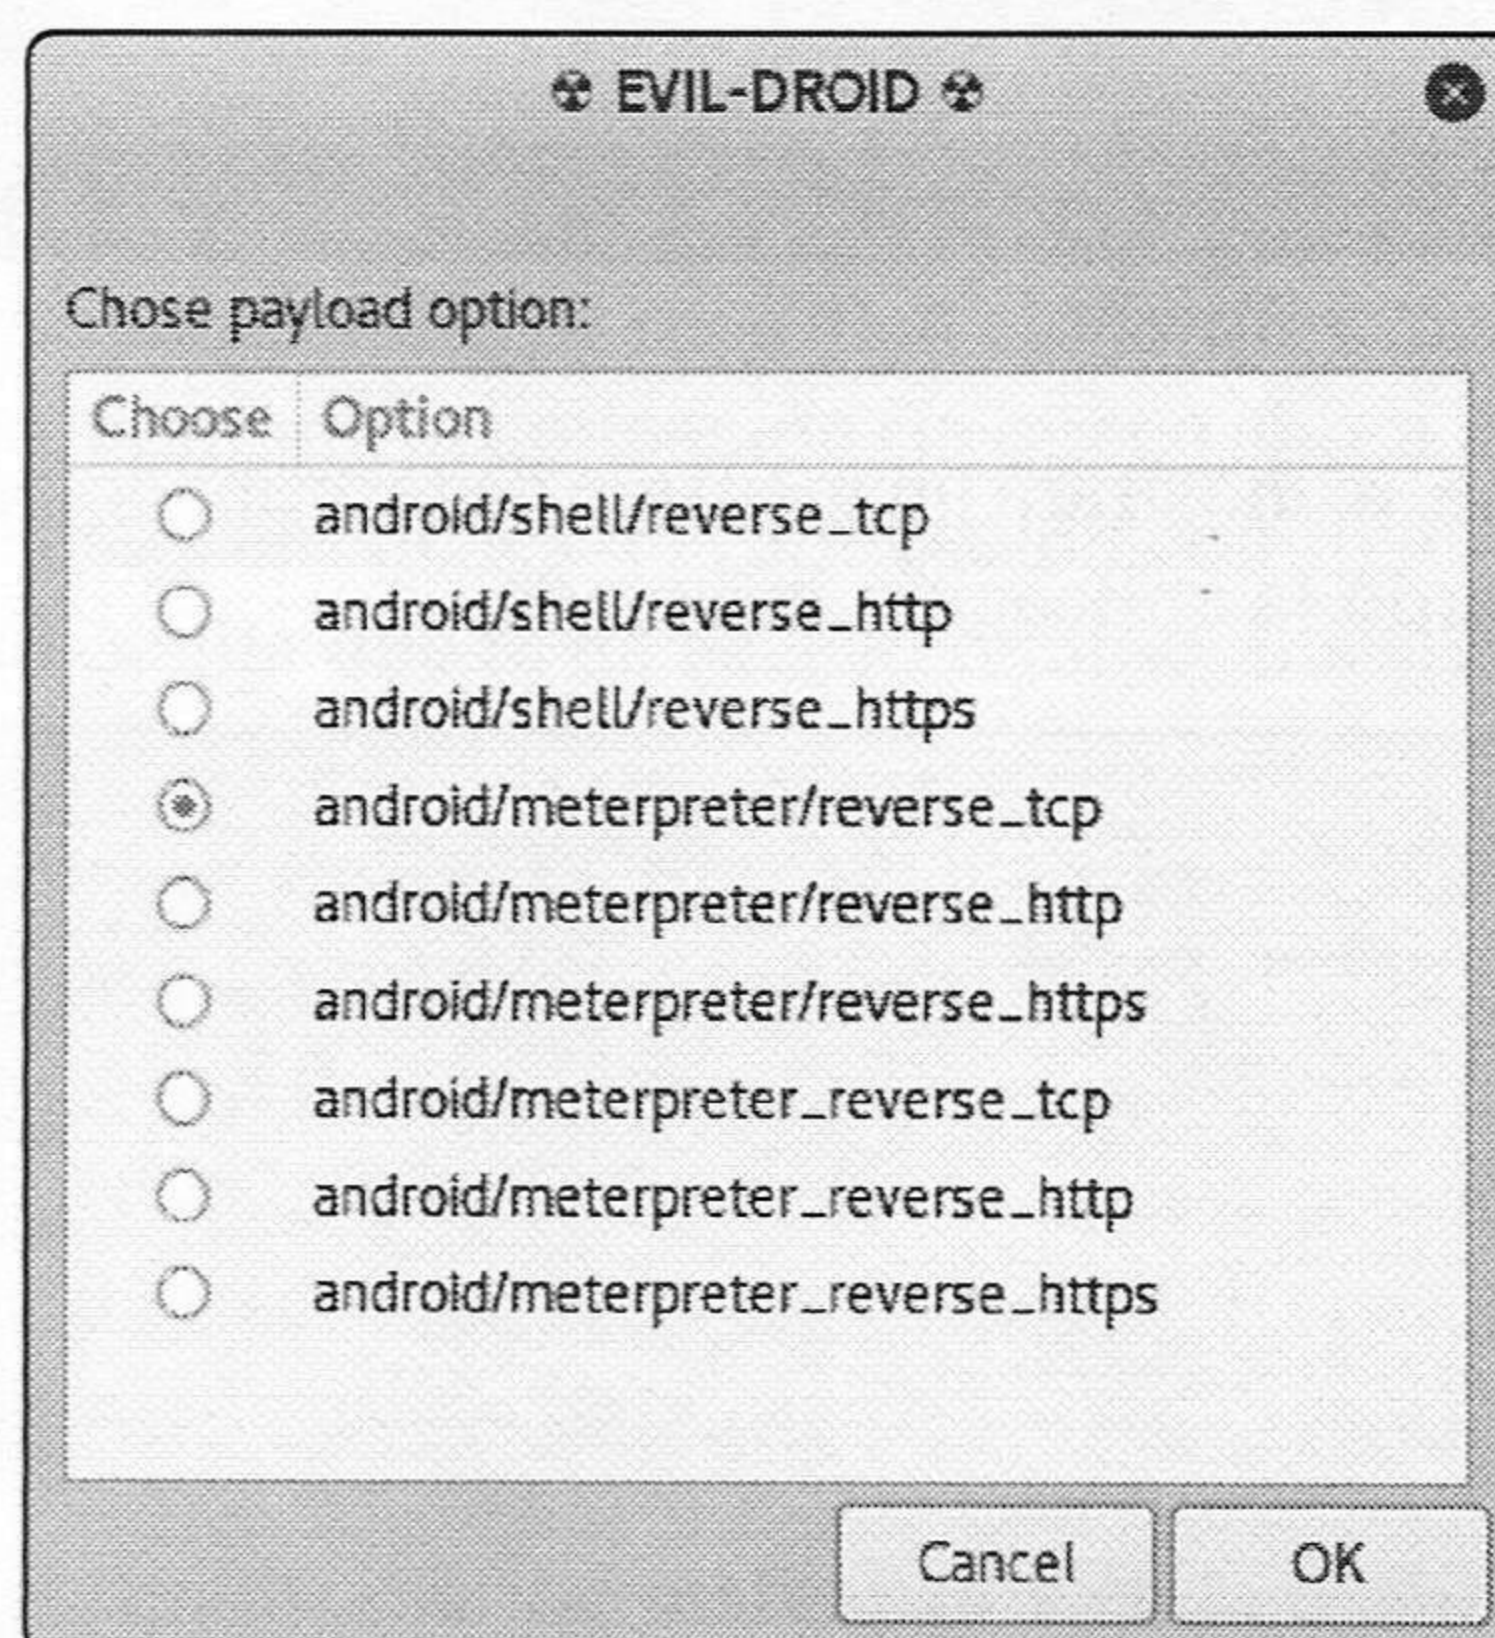 ☢ EVIL-DROID ☢
Chose payload option:
Choose Option
android/shell/reverse_tcp
android/shell/reverse_http
android/shell/reverse_https
android/meterpreter/reverse_tcp
android/meterpreter/reverse_http
android/meterpreter/reverse_https
android/meterpreter_reverse_tcp
android/meterpreter_reverse_http
android/meterpreter_reverse_https
Cancel OK